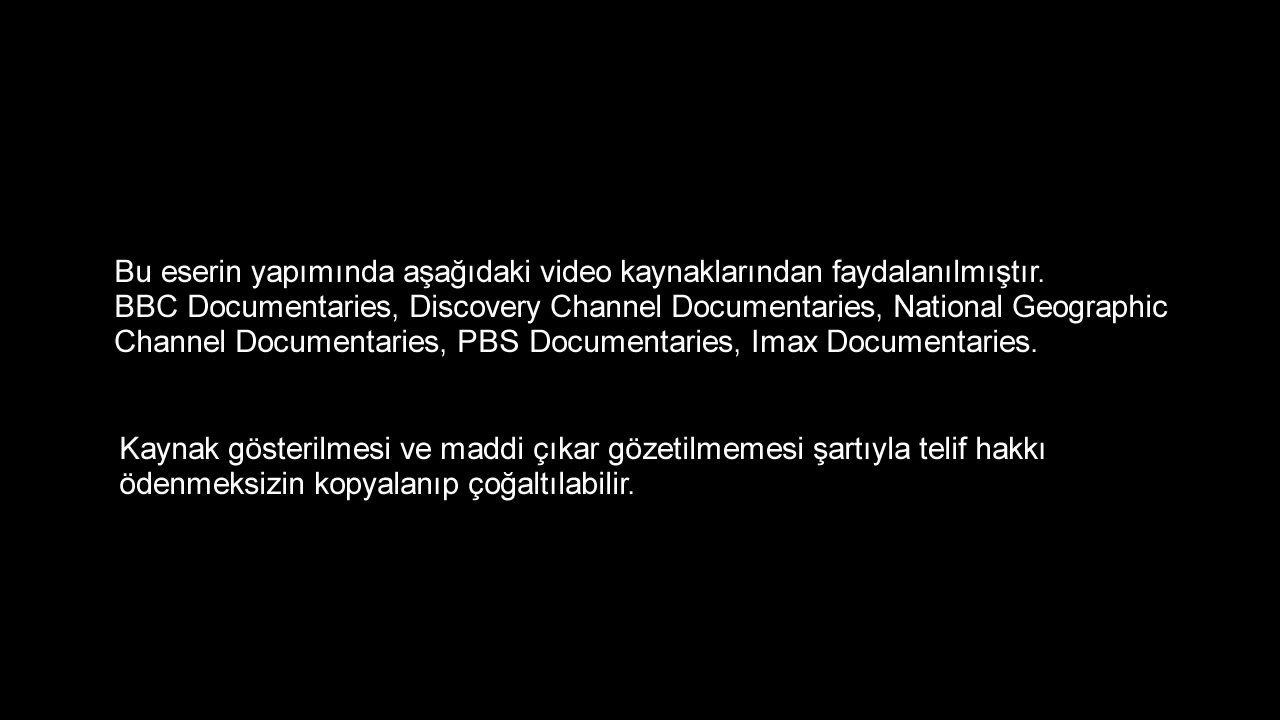 Bu eserin yapımında aşağıdaki video kaynaklarından faydalanılmıştır.
BBC Documentaries, Discovery Channel Documentaries, National Geographic
Channel Documentaries, PBS Documentaries, Imax Documentaries.
Kaynak gösterilmesi ve maddi çıkar gözetilmemesi şartıyla telif hakkı
ödenmeksizin kopyalanıp çoğaltılabilir.